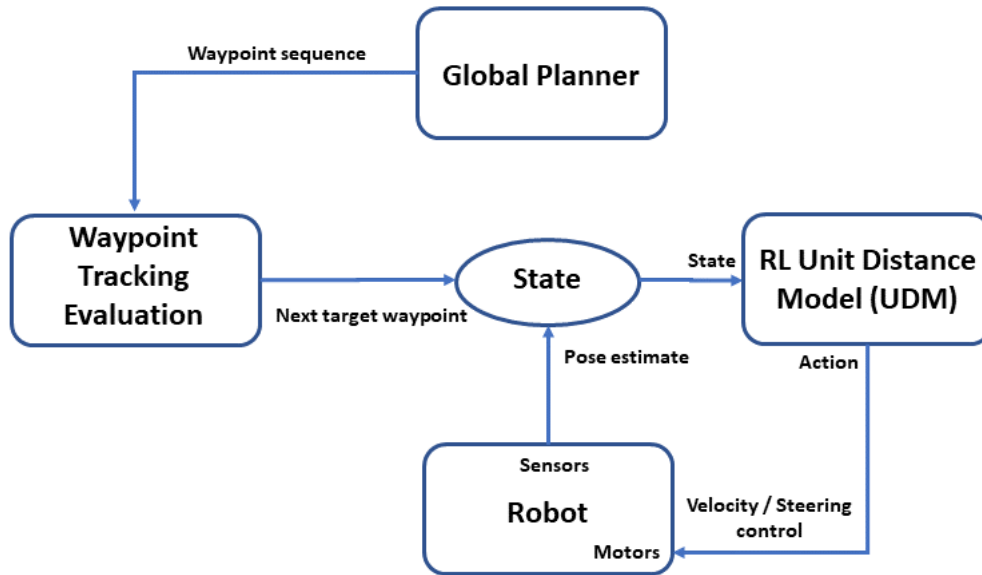 Waypoint sequence
Global Planner
Waypoint
Tracking
Evaluation
Next target waypoint
State
State
RL Unit Distance
Model (UDM)
Pose estimate
Action
Sensors
Robot
Motors
Velocity / Steering
control